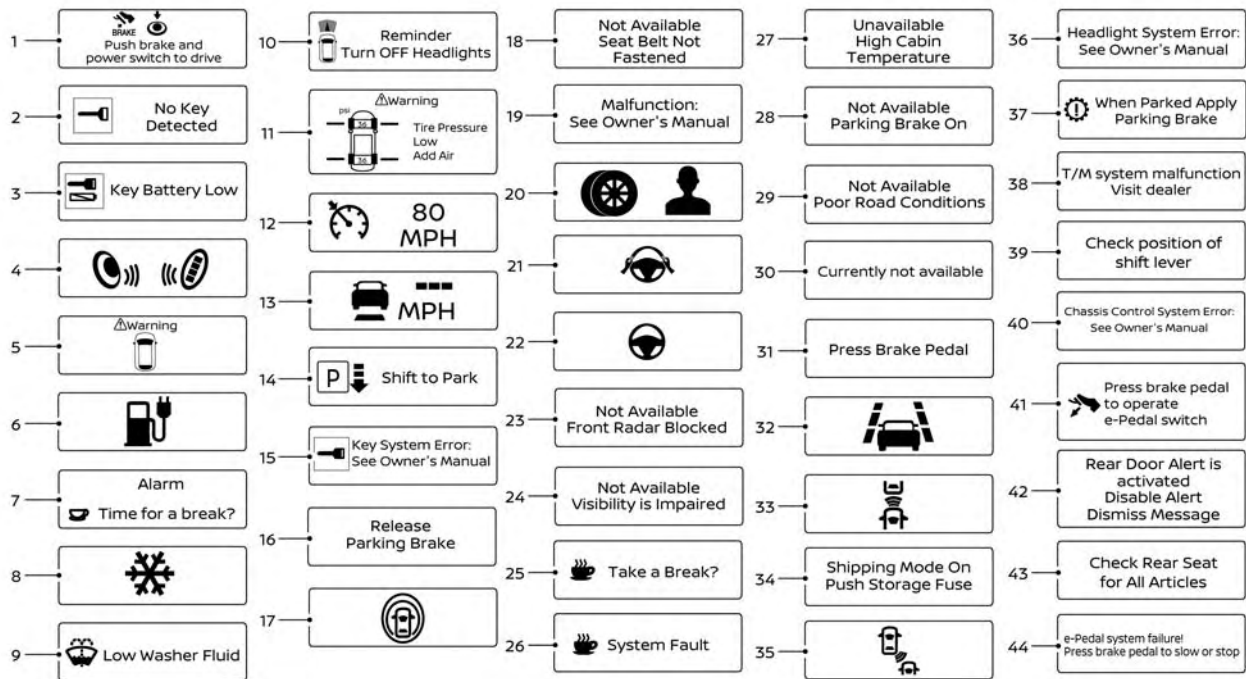 1
BRAKE
Push brake and
power switch to drive
2
No Key
Detected
3
Key Battery Low
4
5
Warning
6
7
Alarm
Time for a break?
8
9
Low Washer Fluid
10
Reminder
Turn OFF Headlights
11
Warning
psi
36
36
Tire Pressure
Low
Add Air
12
80
MPH
13
MPH
14
P
Shift to Park
15
Key System Error:
See Owner's Manual
16
Release
Parking Brake
17
18
Not Available
Seat Belt Not
Fastened
19
Malfunction:
See Owner's Manual
20
21
22
23
Not Available
Front Radar Blocked
24
Not Available
Visibility is Impaired
25
Take a Break?
26
System Fault
27
Unavailable
High Cabin
Temperature
28
Not Available
Parking Brake On
29
Not Available
Poor Road Conditions
30
Currently not available
31
Press Brake Pedal
32
33
34
Shipping Mode On
Push Storage Fuse
35
36
Headlight System Error:
See Owner's Manual
37
When Parked Apply
Parking Brake
38
T/M system malfunction
Visit dealer
39
Check position of
shift lever
40
Chassis Control System Error:
See Owner's Manual
41
Press brake pedal
to operate
e-Pedal switch
42
Rear Door Alert is
activated
Disable Alert
Dismiss Message
43
Check Rear Seat
for All Articles
44
e-Pedal system failure!
Press brake pedal to slow or stop